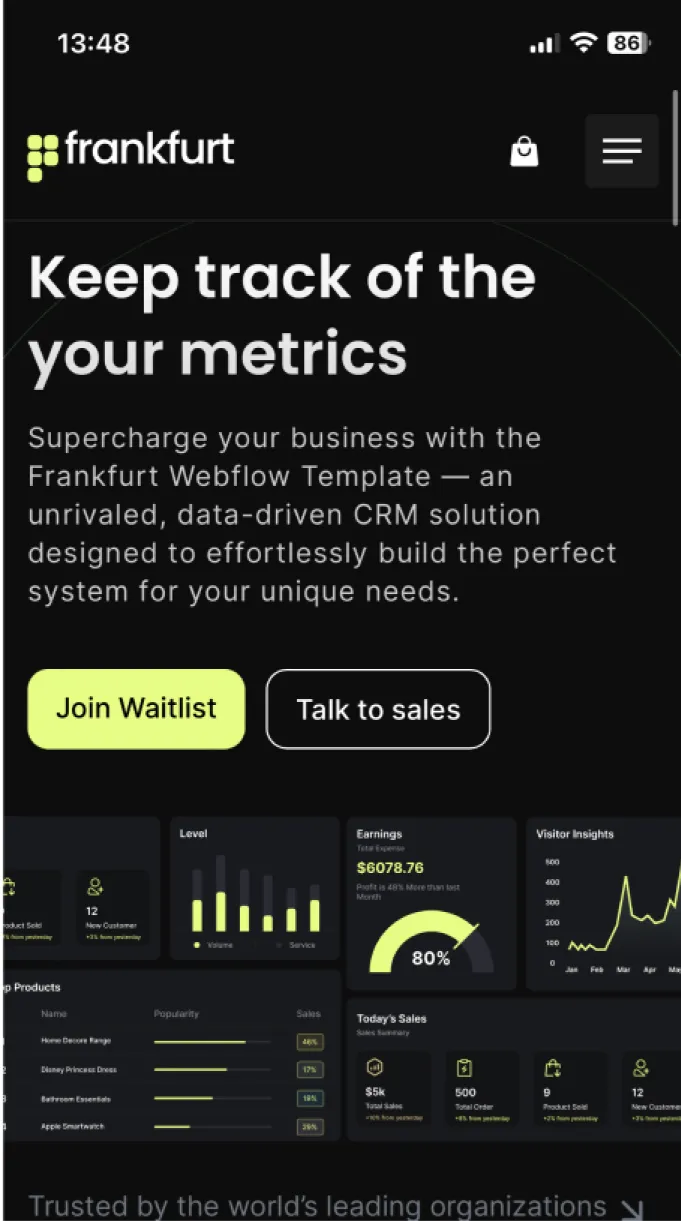 13:48
86
frankfurt
Keep track of the
your metrics
Supercharge your business with the
Frankfurt Webflow Template — an
unrivaled, data-driven CRM solution
designed to effortlessly build the perfect
system for your unique needs.
Join Waitlist
Talk to sales
Level
Volume
Service
12
New Customer
+3% from yesterday
roduct Sold
% from yesterday
Earnings
Total Expense
$6078.76
Profit is 48% More than last
Month
80%
Visitor Insights
500
400
300
200
100
0
Jan Feb Mar Apr May
op Products
Name Popularity Sales
1 Home Decore Range 46%
2 Disney Princess Dress 17%
3 Bathroom Essentials 19%
4 Apple Smartwatch 29%
Today's Sales
Sales Summary
$5k
Total Sales
+10% from yesterday
500
Total Order
+8% from yesterday
9
Product Sold
+2% from yesterday
12
New Custome
+3% from yesterday
Trusted by the world's leading organizations